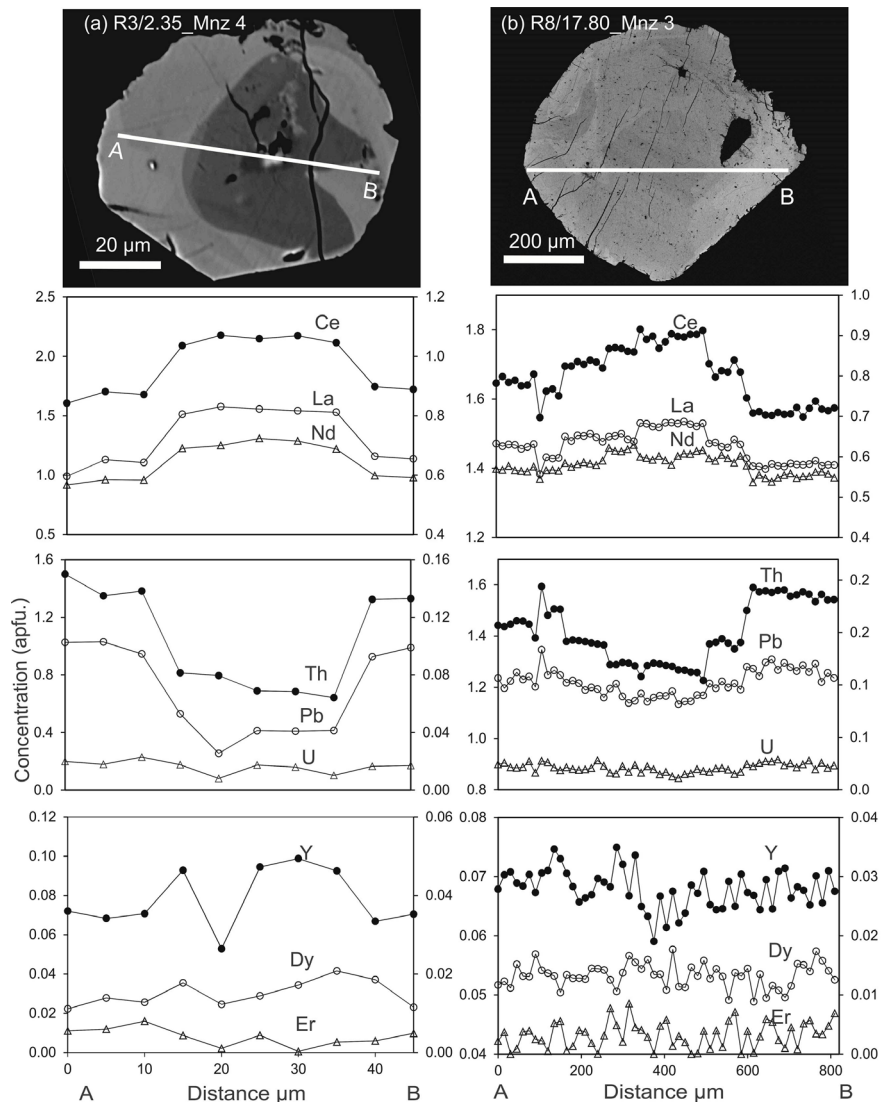 (a) R3/2.35_Mnz 4
A
B
20 µm
(b) R8/17.80_Mnz 3
A
B
200 µm
Concentration (apfu.)
2.5
2.0
1.5
1.0
0.5
Ce
La
Nd
1.2
1.0
0.8
0.6
0.4
1.8
1.6
1.4
1.2
Ce
La
Nd
1.0
0.9
0.8
0.7
0.6
0.5
0.4
1.6
1.2
0.8
0.4
0.0
Th
Pb
U
0.16
0.12
0.08
0.04
0.00
1.6
1.4
1.2
1.0
0.8
Th
Pb
U
0.2
0.2
0.1
0.1
0.0
0.12
0.10
0.08
0.06
0.04
0.02
0.00
Y
Dy
Er
0.06
0.04
0.02
0.00
0 10 20 30 40
A Distance µm B
0.08
0.07
0.06
0.05
0.04
Y
Dy
Er
0.04
0.03
0.02
0.01
0.00
0 200 400 600 800
A Distance µm B